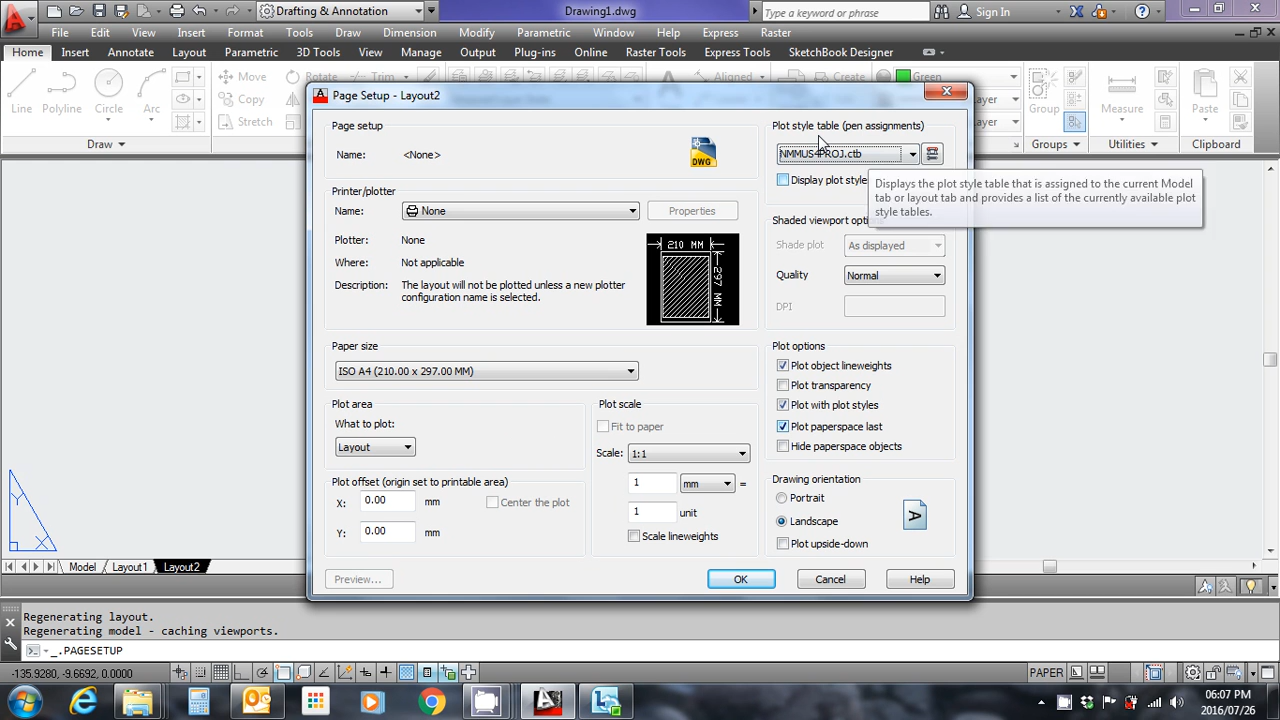 Drafting & Annotation
Drawing1.dwg
Type a keyword or phrase
Sign In
File Edit View Insert Format Tools Draw Dimension Modify Parametric Window Help Express Raster
Home Insert Annotate Layout Parametric 3D Tools View Manage Output Plug-ins Online Raster Tools Express Tools SketchBook Designer
Line Polyline Circle Arc
Move Rotate Trim
Copy
Stretch
Aligned
Create
Green
Layer
Layer
Group
Measure
Paste
Draw
Groups
Utilities
Page Setup - Layout2
Page setup
Name: <None>
DWG
Printer/plotter
Name: None Properties
Plotter: None
Where: Not applicable
Description: The layout will not be plotted unless a new plotter
configuration name is selected.
210 MM
297 MM
Paper size
ISO A4 (210.00 x 297.00 MM)
Plot area
What to plot:
Layout
Plot offset (origin set to printable area)
X: 0.00 mm Center the plot
Y: 0.00 mm
Plot scale
Fit to paper
Scale: 1:1
1 mm =
1 unit
Scale lineweights
Plot style table (pen assignments)
NMMUS4PROJ.ctb
Display plot style
Displays the plot style table that is assigned to the current Model
tab or layout tab and provides a list of the currently available plot
style tables.
Shaded viewport opti
Shade plot As displayed
Quality Normal
DPI
Plot options
Plot object lineweights
Plot transparency
Plot with plot styles
Plot paperspace last
Hide paperspace objects
Drawing orientation
Portrait
Landscape
A
Plot upside-down
Preview... OK Cancel Help
Y
X
Model Layout1 Layout2
Regenerating layout.
Regenerating model - caching viewports.
_.PAGESETUP
-135.9280, -9.6692, 0.0000
PAPER
06:07 PM
2016/07/26